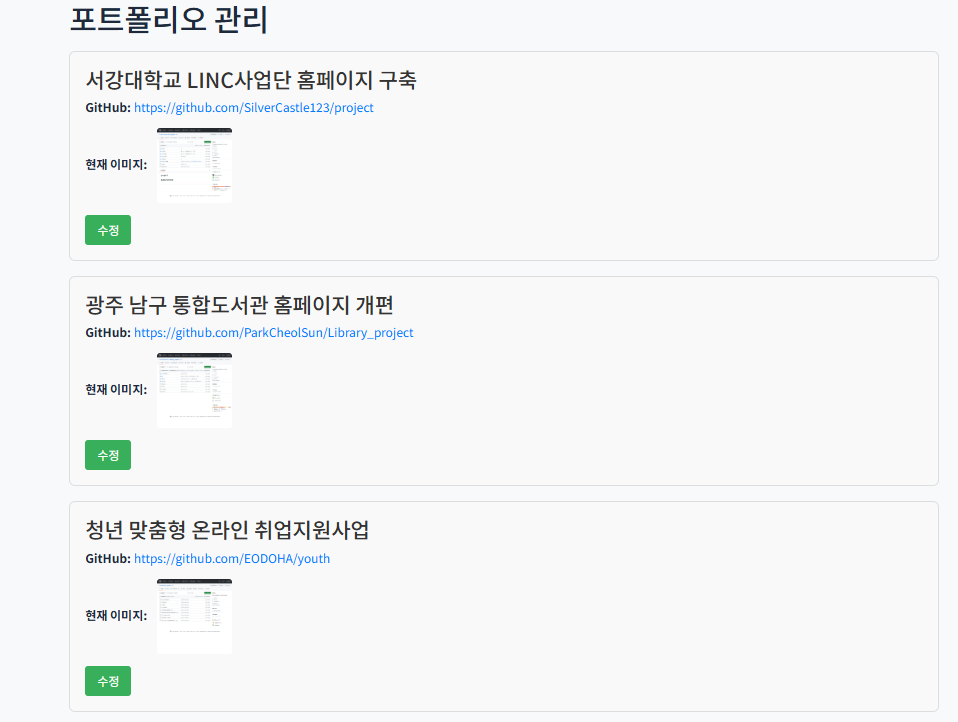 포트폴리오 관리
서강대학교 LINC사업단 홈페이지 구축
GitHub: https://github.com/SilverCastle123/project
현재 이미지:
수정
광주 남구 통합도서관 홈페이지 개편
GitHub: https://github.com/ParkCheolSun/Library_project
현재 이미지:
수정
청년 맞춤형 온라인 취업지원사업
GitHub: https://github.com/EODOHA/youth
현재 이미지:
수정